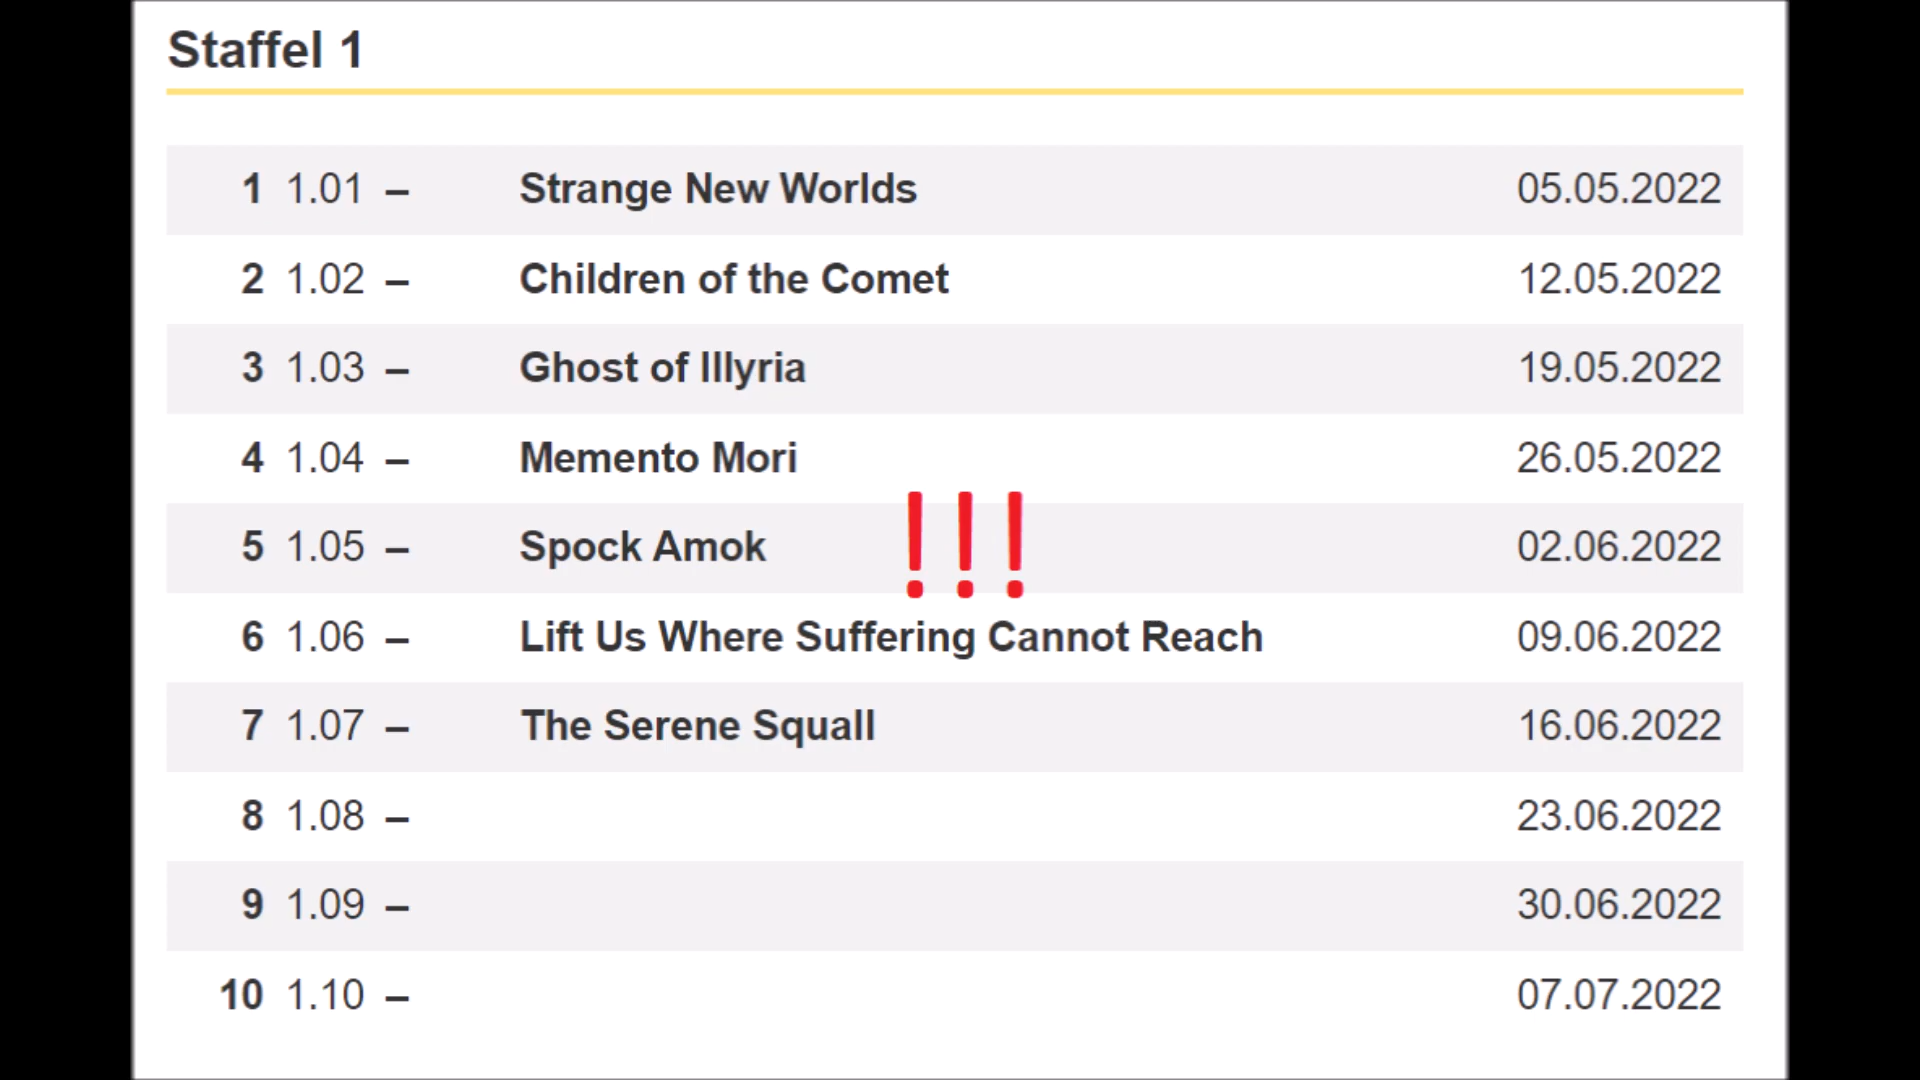 Staffel 1
1 1.01 – Strange New Worlds 05.05.2022
2 1.02 – Children of the Comet 12.05.2022
3 1.03 – Ghost of Illyria 19.05.2022
4 1.04 – Memento Mori 26.05.2022
5 1.05 – Spock Amok !!! 02.06.2022
6 1.06 – Lift Us Where Suffering Cannot Reach 09.06.2022
7 1.07 – The Serene Squall 16.06.2022
8 1.08 – 23.06.2022
9 1.09 – 30.06.2022
10 1.10 – 07.07.2022